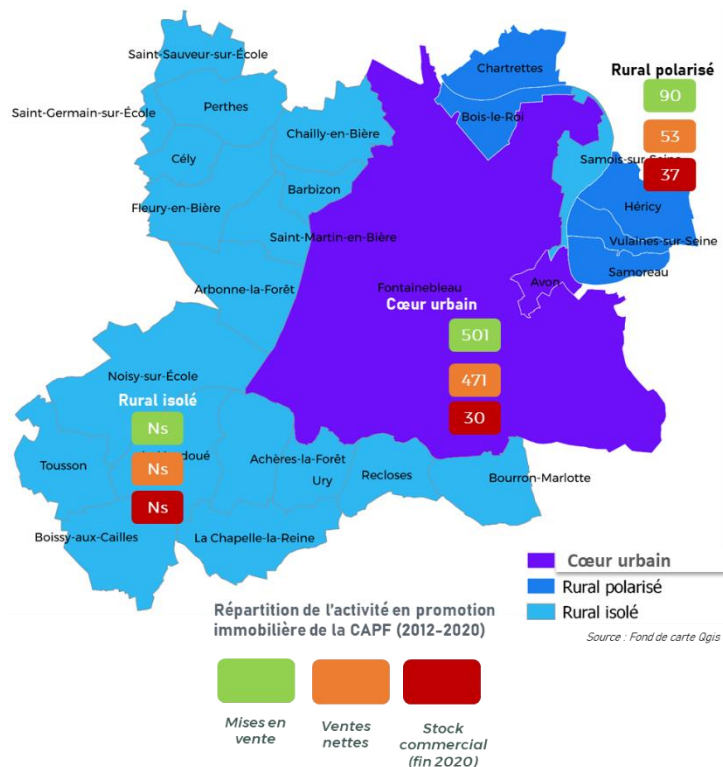 Saint-Sauveur-sur-École
Chartrettes
Rural polarisé
Perthes
90
Saint-Germain-sur-École
Bois-le-Roi
Chailly-en-Bière
53
Cély
Samois-sur-Seine
37
Barbizon
Fleury-en-Bière
Héricy
Saint-Martin-en-Bière
Vulaines-sur-Seine
Samoreau
Arbonne-la-Forêt
Fontainebleau
Avon
Cœur urbain
501
Noisy-sur-École
471
Rural isolé
30
Ns
Achères-la-Forêt
Tousson
Ns
Ury
Recloses
Bourron-Marlotte
Ns
Boissy-aux-Cailles
La Chapelle-la-Reine
Cœur urbain
Rural polarisé
Rural isolé
Répartition de l'activité en promotion
immobilière de la CAPF (2012-2020)
Source : Fond de carte Qgis
Mises en
vente
Ventes
nettes
Stock
commercial
(fin 2020)